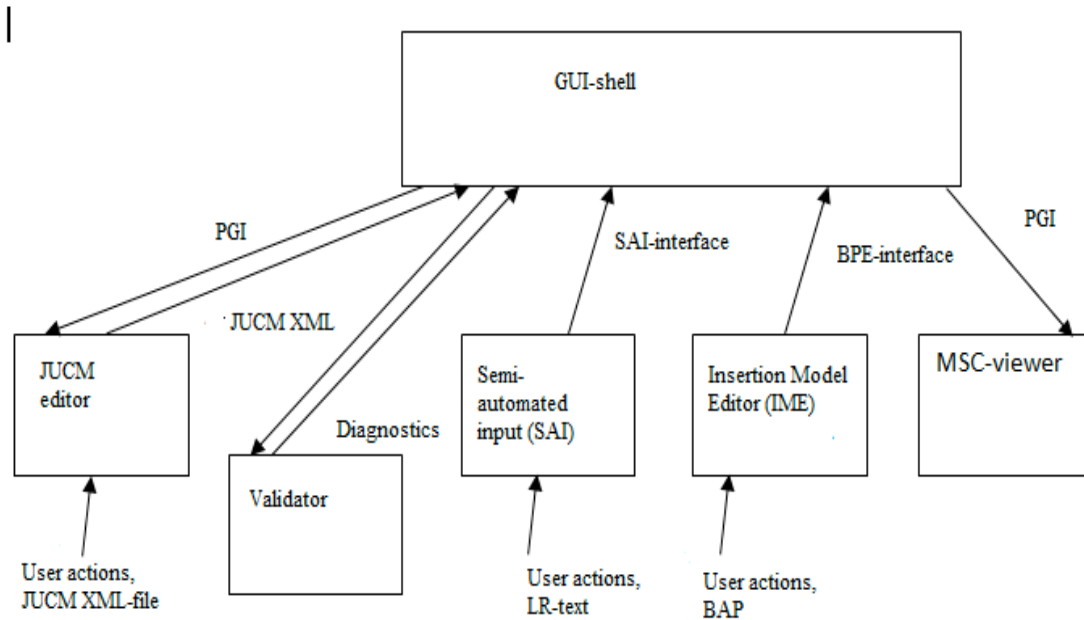 GUI-shell
PGI
SAI-interface
BPE-interface
PGI
JUCM XML
JUCM
editor
Diagnostics
Validator
Semi-
automated
input (SAI)
Insertion Model
Editor (IME)
MSC-viewer
User actions,
JUCM XML-file
User actions,
LR-text
User actions,
BAP